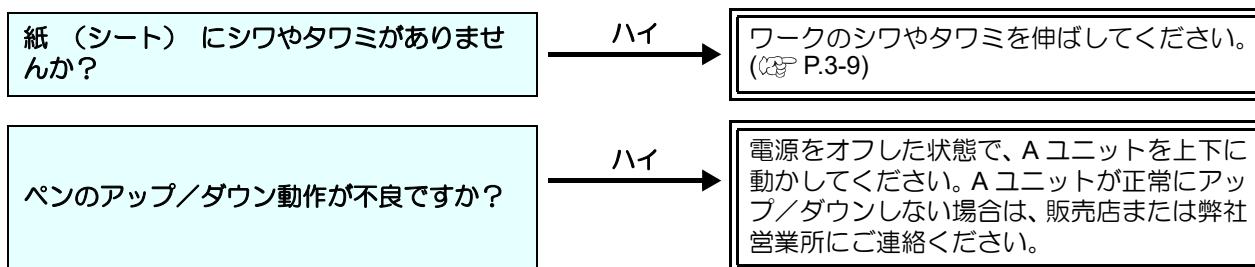 紙 （シート） にシワやタワミがありませ
んか？
ハイ
ワークのシワやタワミを伸ばしてください。
(☞ P.3-9)
ペンのアップ／ダウン動作が不良ですか？
ハイ
電源をオフした状態で、A ユニットを上下に
動かしてください。A ユニットが正常にアッ
プ／ダウンしない場合は、販売店または弊社
営業所にご連絡ください。